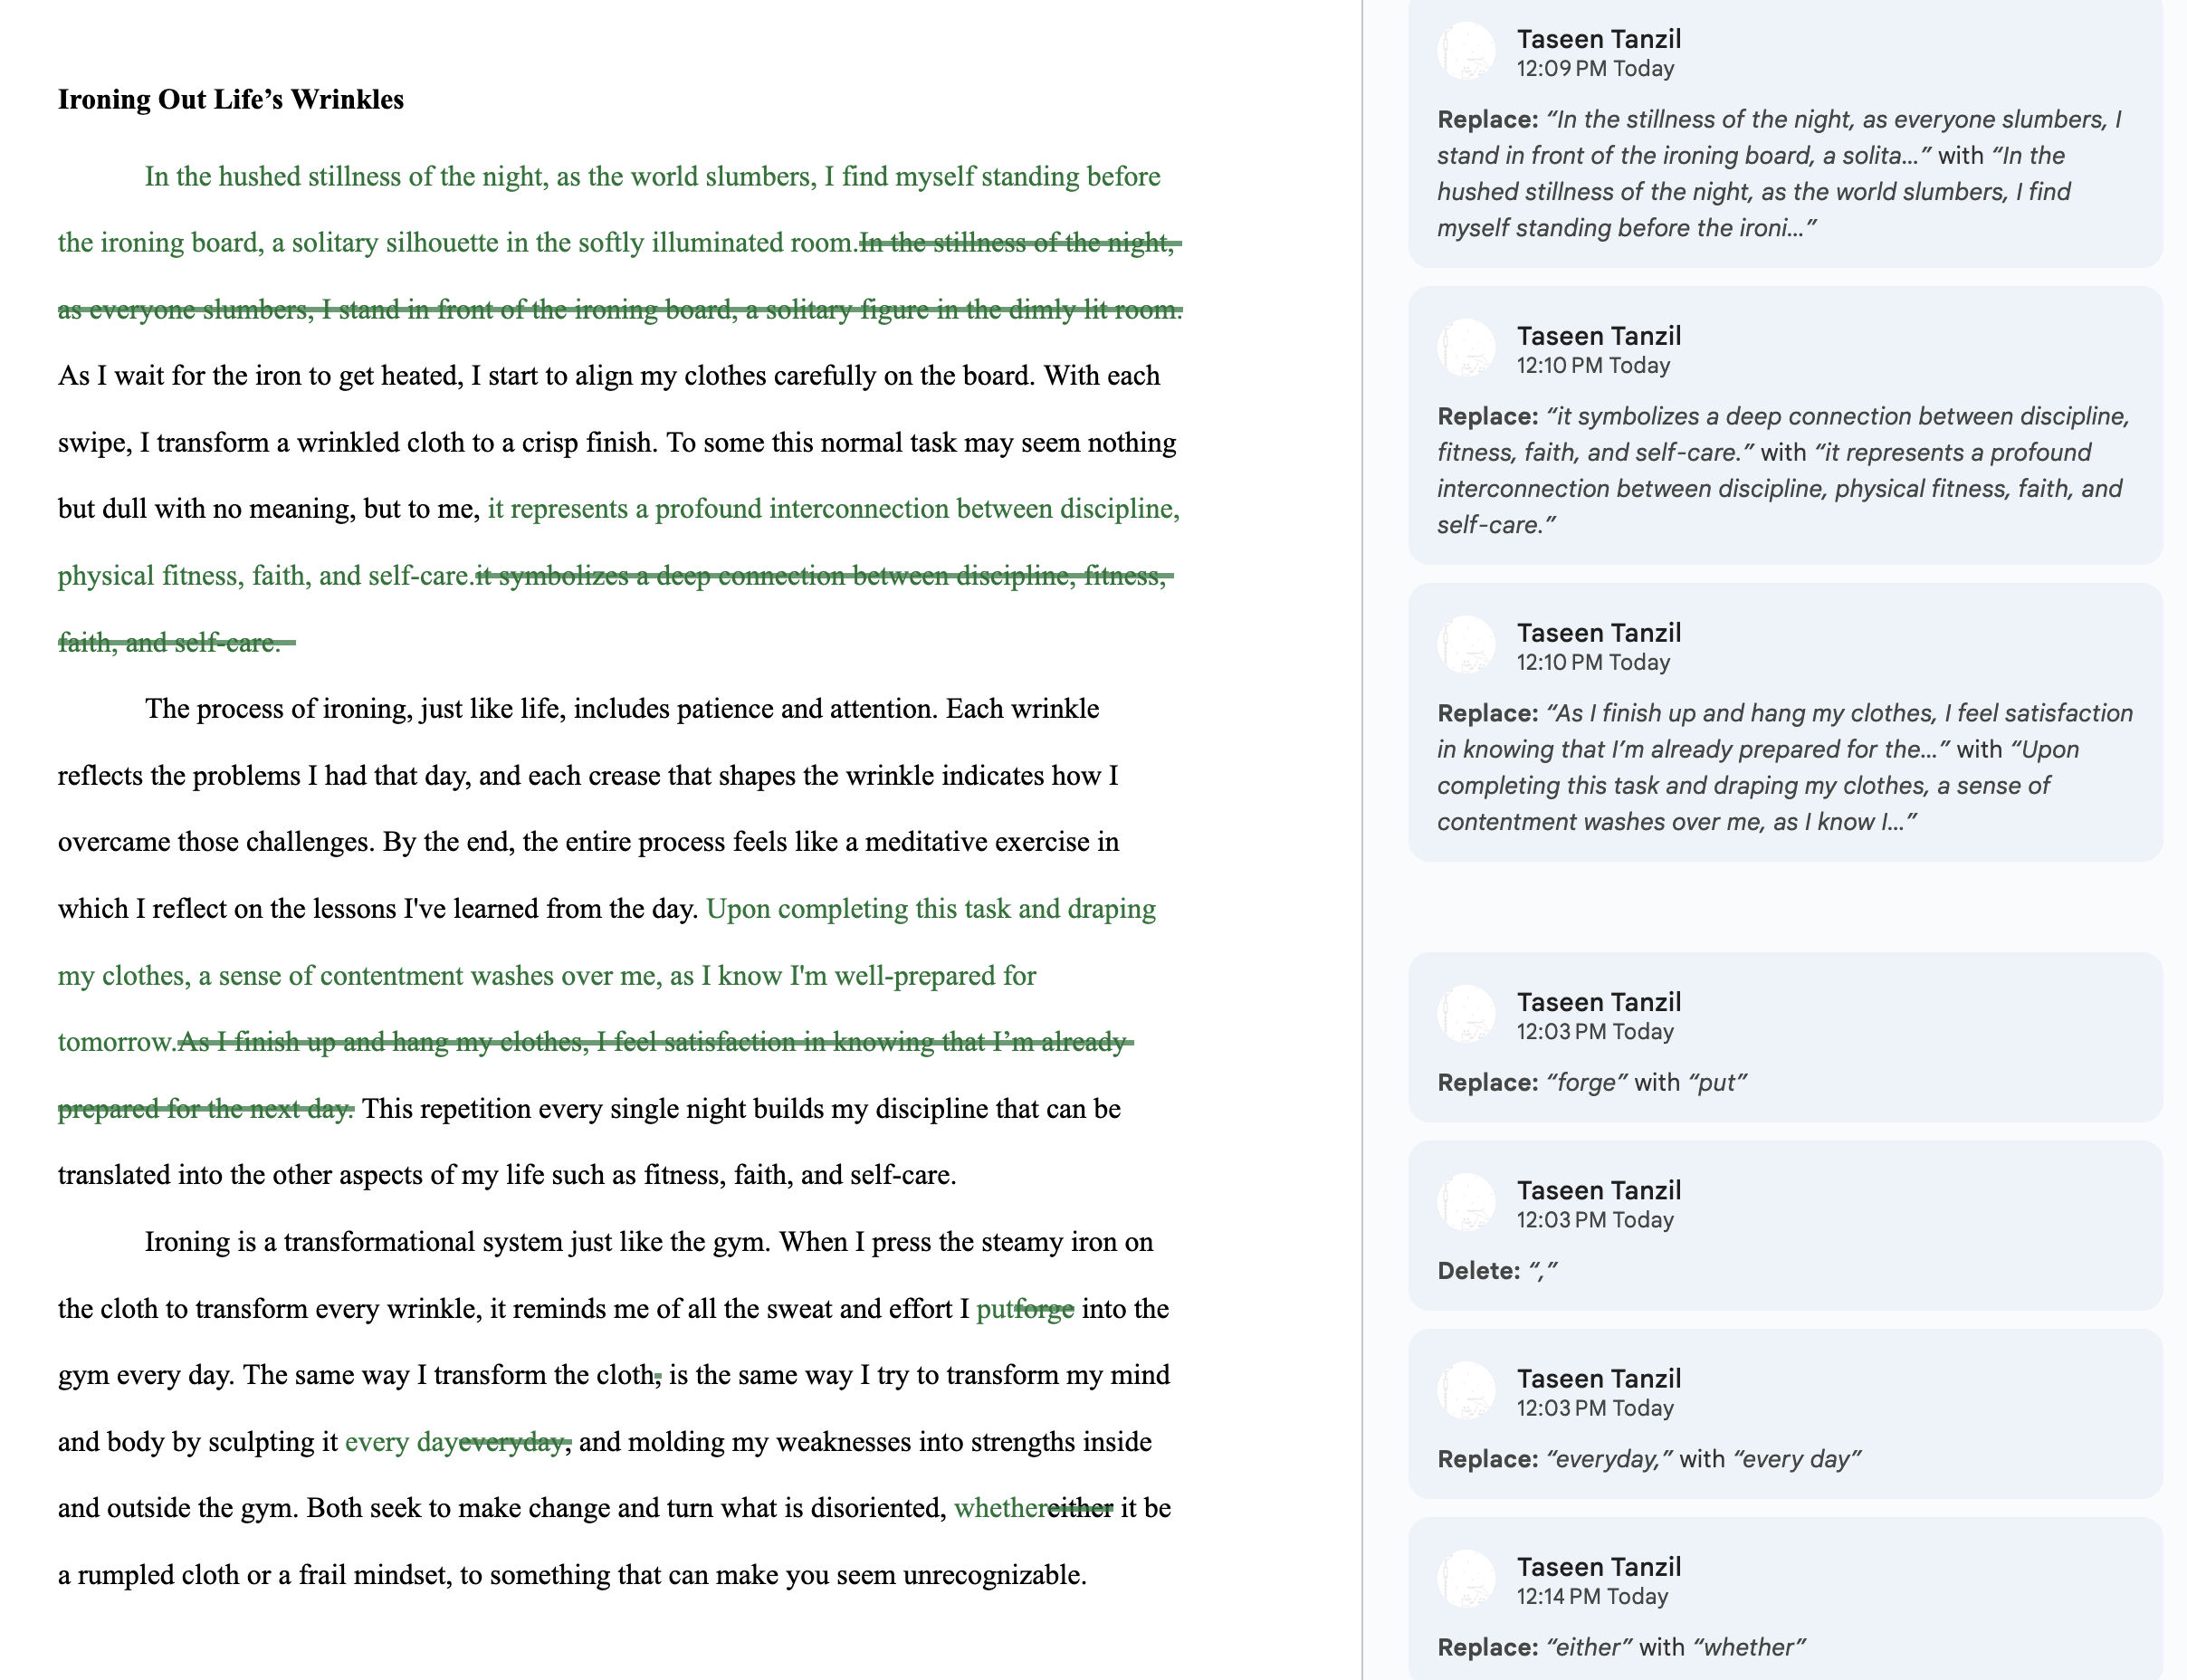 Ironing Out Life’s Wrinkles
In the hushed stillness of the night, as the world slumbers, I find myself standing before
the ironing board, a solitary silhouette in the softly illuminated room.In the stillness of the night,
as everyone slumbers, I stand in front of the ironing board, a solitary figure in the dimly lit room.
As I wait for the iron to get heated, I start to align my clothes carefully on the board. With each
swipe, I transform a wrinkled cloth to a crisp finish. To some this normal task may seem nothing
but dull with no meaning, but to me, it represents a profound interconnection between discipline,
physical fitness, faith, and self-care.it symbolizes a deep connection between discipline, fitness,
faith, and self-care.
The process of ironing, just like life, includes patience and attention. Each wrinkle
reflects the problems I had that day, and each crease that shapes the wrinkle indicates how I
overcame those challenges. By the end, the entire process feels like a meditative exercise in
which I reflect on the lessons I've learned from the day. Upon completing this task and draping
my clothes, a sense of contentment washes over me, as I know I'm well-prepared for
tomorrow.As I finish up and hang my clothes, I feel satisfaction in knowing that I’m already
prepared for the next day. This repetition every single night builds my discipline that can be
translated into the other aspects of my life such as fitness, faith, and self-care.
Ironing is a transformational system just like the gym. When I press the steamy iron on
the cloth to transform every wrinkle, it reminds me of all the sweat and effort I putforge into the
gym every day. The same way I transform the cloth, is the same way I try to transform my mind
and body by sculpting it every dayeveryday, and molding my weaknesses into strengths inside
and outside the gym. Both seek to make change and turn what is disoriented, whethereither it be
a rumpled cloth or a frail mindset, to something that can make you seem unrecognizable.
Taseen Tanzil
12:09 PM Today
Replace: “In the stillness of the night, as everyone slumbers, I
stand in front of the ironing board, a solita...” with “In the
hushed stillness of the night, as the world slumbers, I find
myself standing before the ironi...”
Taseen Tanzil
12:10 PM Today
Replace: “it symbolizes a deep connection between discipline,
fitness, faith, and self-care.” with “it represents a profound
interconnection between discipline, physical fitness, faith, and
self-care.”
Taseen Tanzil
12:10 PM Today
Replace: “As I finish up and hang my clothes, I feel satisfaction
in knowing that I’m already prepared for the...” with “Upon
completing this task and draping my clothes, a sense of
contentment washes over me, as I know I...”
Taseen Tanzil
12:03 PM Today
Replace: “forge” with “put”
Taseen Tanzil
12:03 PM Today
Delete: “,”
Taseen Tanzil
12:03 PM Today
Replace: “everyday,” with “every day”
Taseen Tanzil
12:14 PM Today
Replace: “either” with “whether”